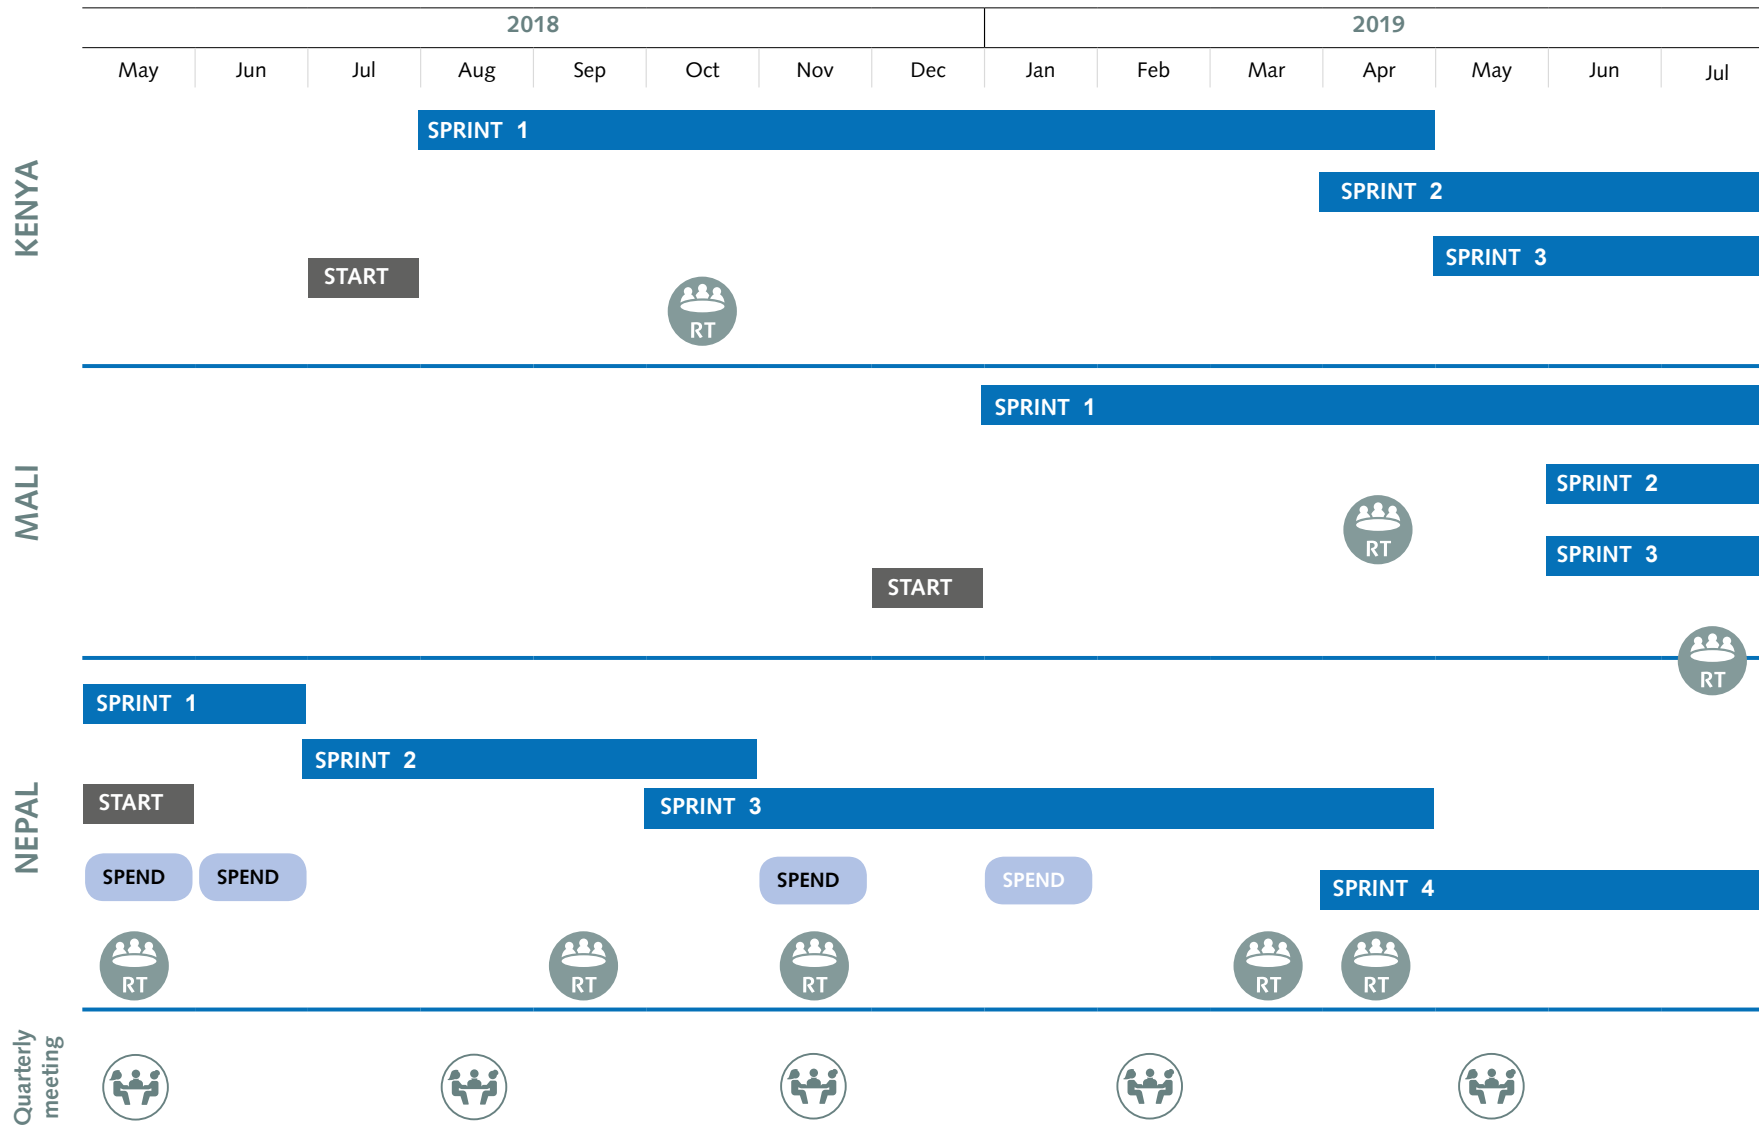 2018 2019
May Jun Jul Aug Sep Oct Nov Dec Jan Feb Mar Apr May Jun Jul
KENYA
SPRINT 1
SPRINT 2
SPRINT 3
START
RT
MALI
SPRINT 1
SPRINT 2
RT
SPRINT 3
START
RT
NEPAL
SPRINT 1
SPRINT 2
START
SPRINT 3
SPEND SPEND SPEND SPEND
SPRINT 4
RT RT RT RT RT
Quarterly
meeting